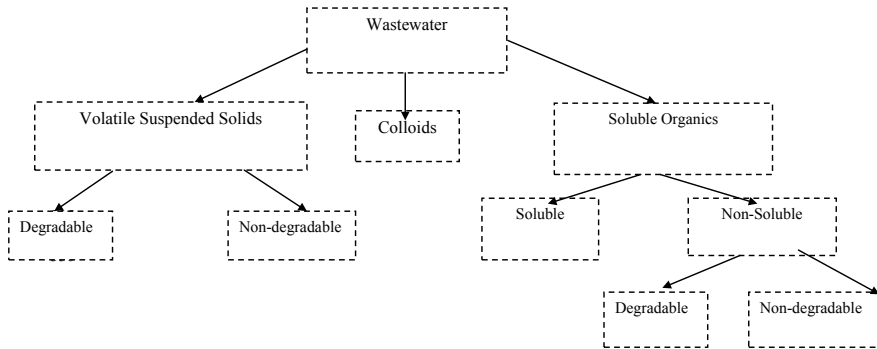 Wastewater
Volatile Suspended Solids
Colloids
Soluble Organics
Degradable
Non-degradable
Soluble
Non-Soluble
Degradable
Non-degradable